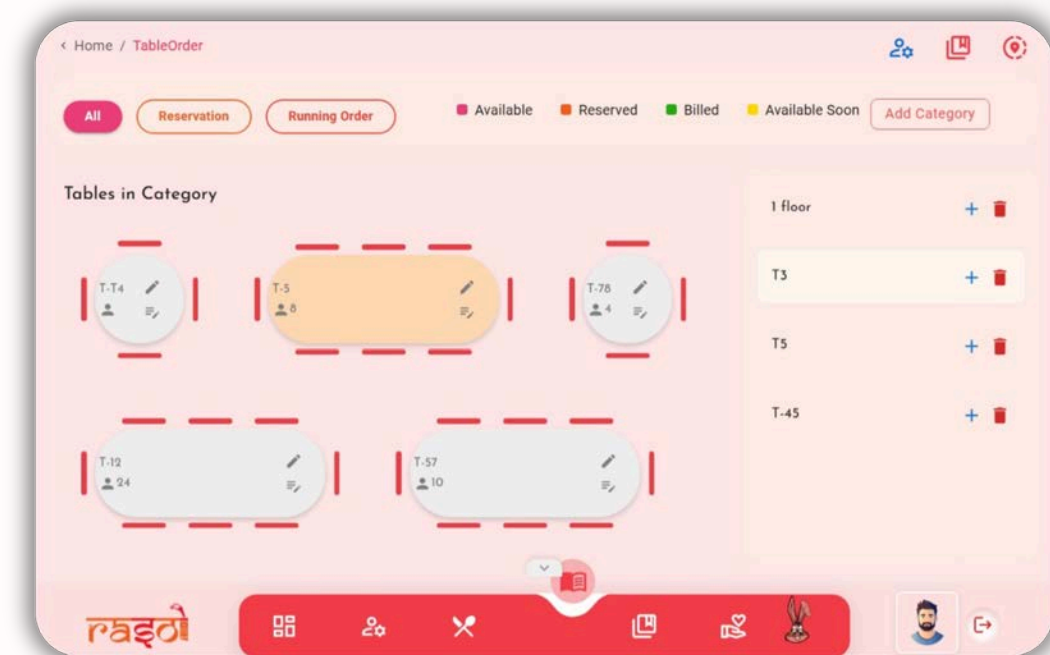 ‹ Home / TableOrder
All Reservation Running Order Available Reserved Billed Available Soon Add Category
Tables in Category
1 floor
T3
T5
T-45
T-T4
T-5
8
T-78
4
T-12
24
T-57
10
rasoi